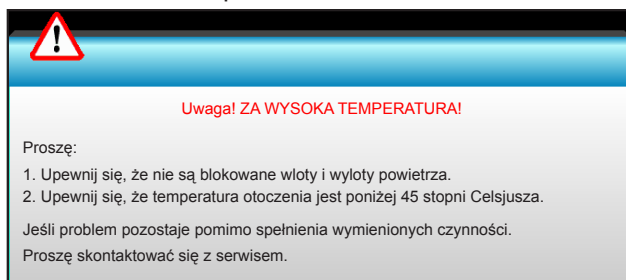 Uwaga! ZA WYSOKA TEMPERATURA!
Proszę:
1. Upewnij się, że nie są blokowane wloty i wyloty powietrza.
2. Upewnij się, że temperatura otoczenia jest poniżej 45 stopni Celsjusza.
Jeśli problem pozostaje pomimo spełnienia wymienionych czynności.
Proszę skontaktować się z serwisem.